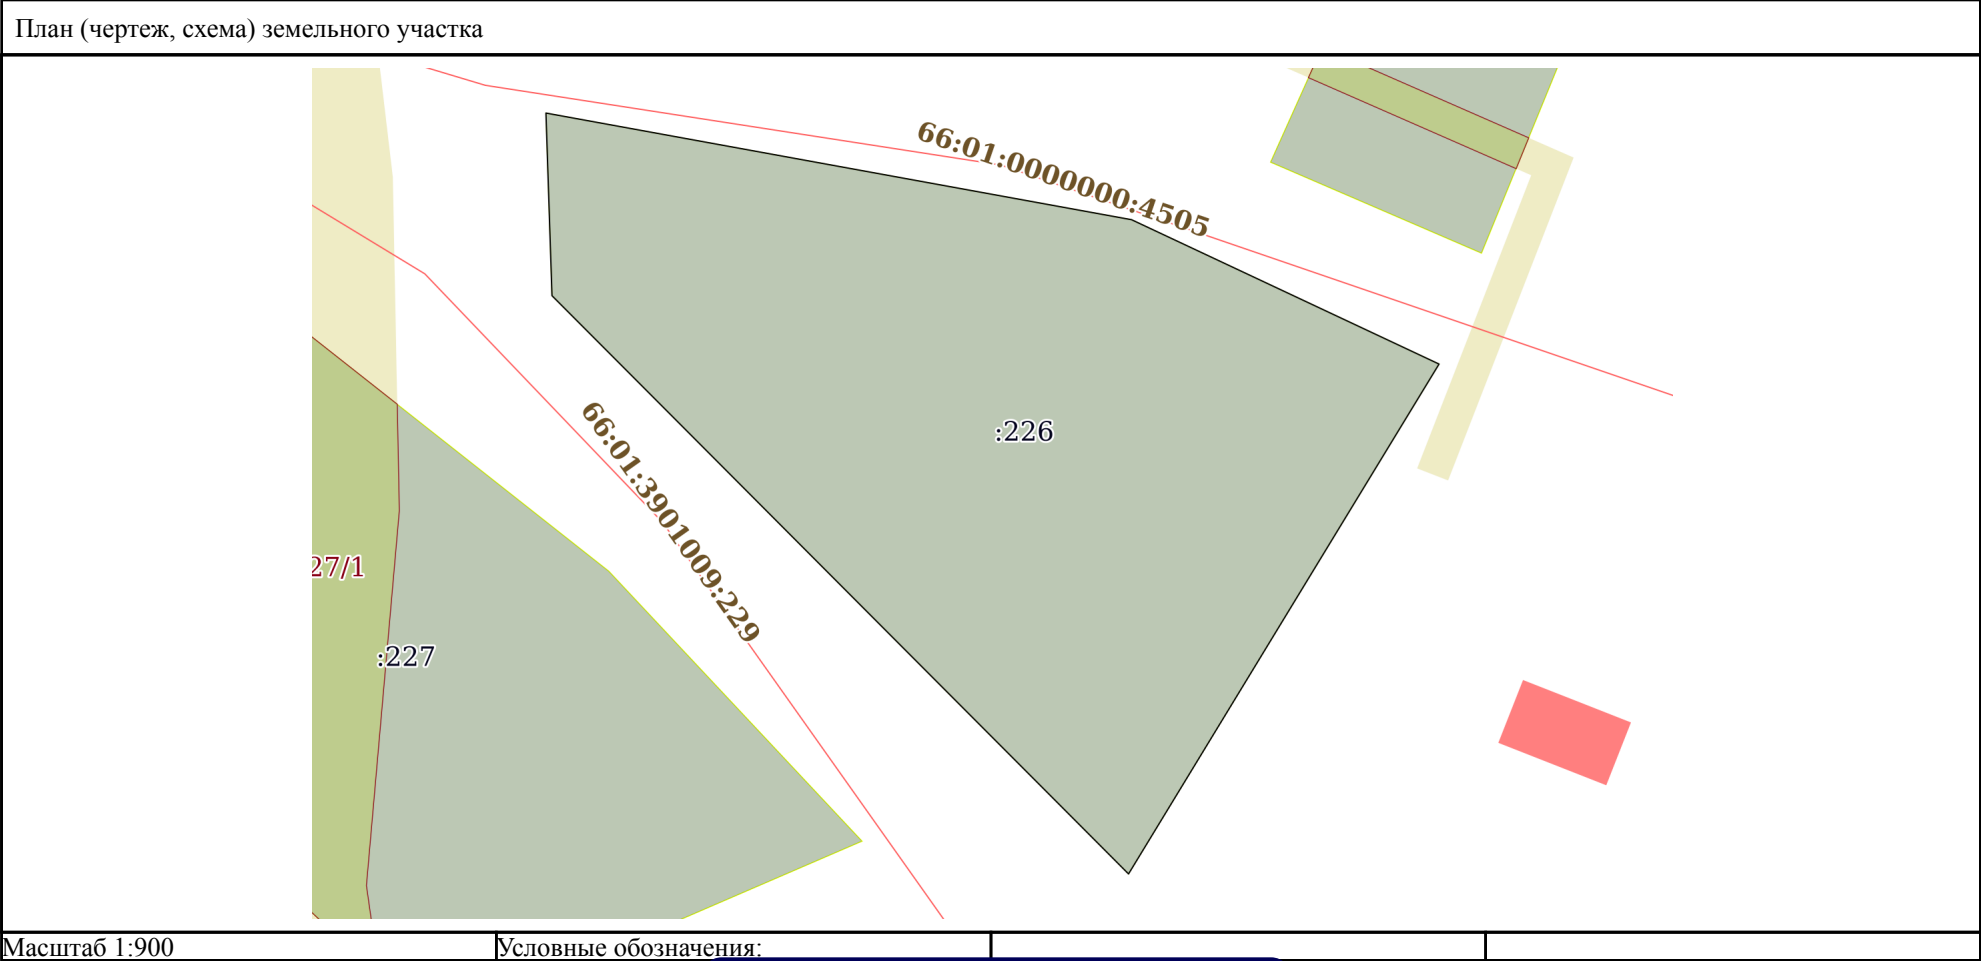 План (чертеж, схема) земельного участка
66:01:0000000:4505
:226
66:01:3901009:229
27/1
:227
Масштаб 1:900
Условные обозначения: